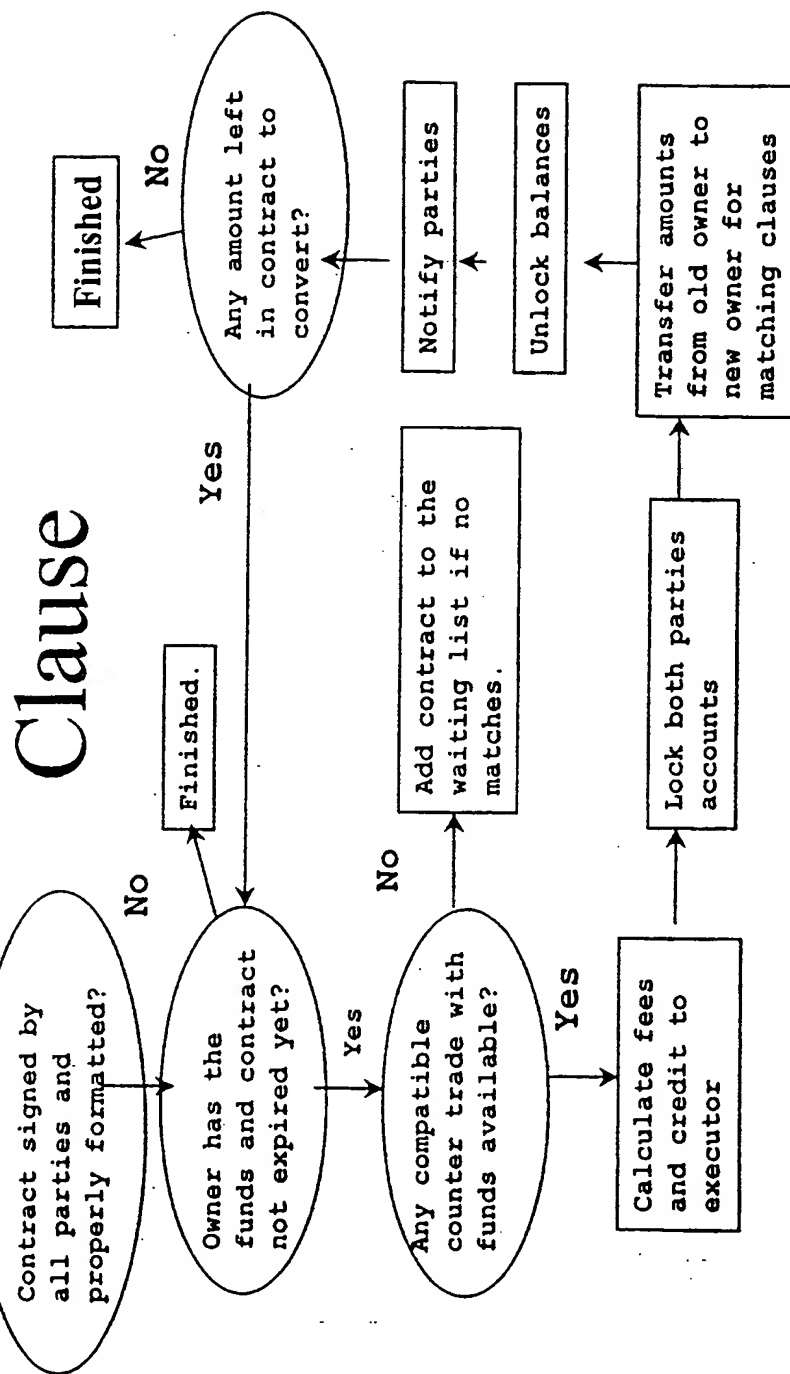 Clause
Contract signed by
all parties and
properly formatted?
No
Finished.
Owner has the
funds and contract
not expired yet?
Yes
Any amount left
in contract to
convert?
No
Finished
Yes
Any compatible
counter trade with
funds available?
No
Add contract to the
waiting list if no
matches.
Yes
Calculate fees
and credit to
executor
Lock both parties
accounts
Transfer amounts
from old owner to
new owner for
matching clauses
Unlock balances
Notify parties